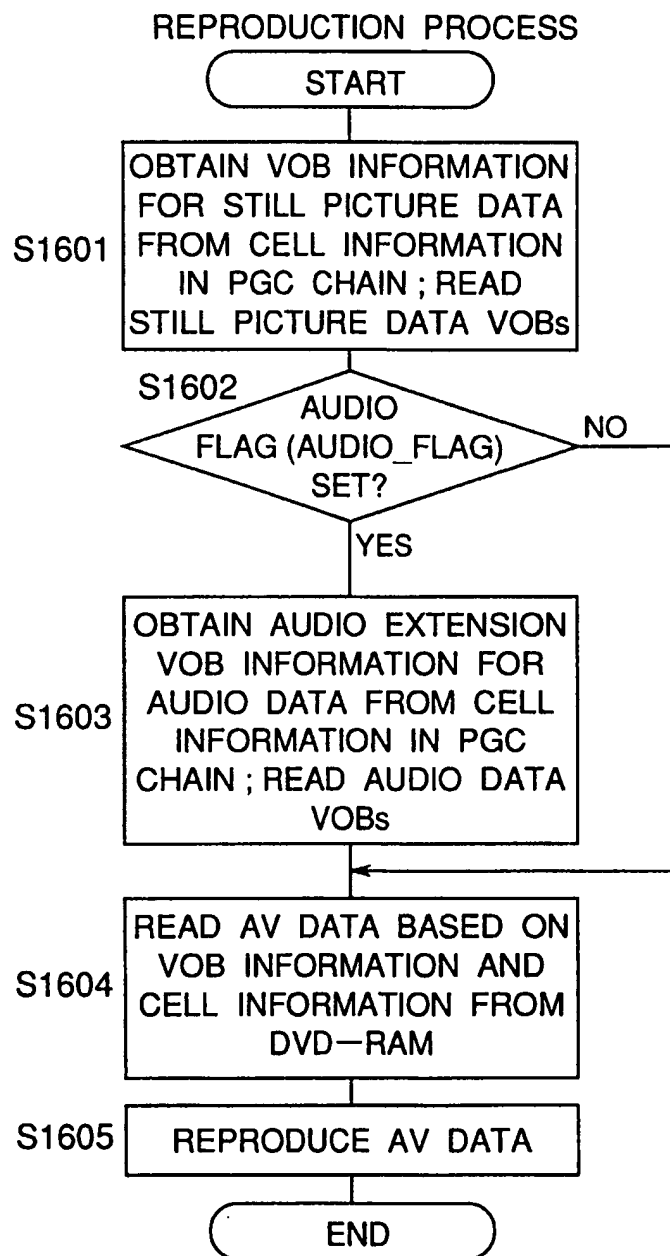 REPRODUCTION PROCESS
START
S1601
OBTAIN VOB INFORMATION
FOR STILL PICTURE DATA
FROM CELL INFORMATION
IN PGC CHAIN ; READ
STILL PICTURE DATA VOBs
S1602
AUDIO
FLAG (AUDIO_FLAG)
SET?
NO
YES
S1603
OBTAIN AUDIO EXTENSION
VOB INFORMATION FOR
AUDIO DATA FROM CELL
INFORMATION IN PGC
CHAIN ; READ AUDIO DATA
VOBs
S1604
READ AV DATA BASED ON
VOB INFORMATION AND
CELL INFORMATION FROM
DVD-RAM
S1605
REPRODUCE AV DATA
END